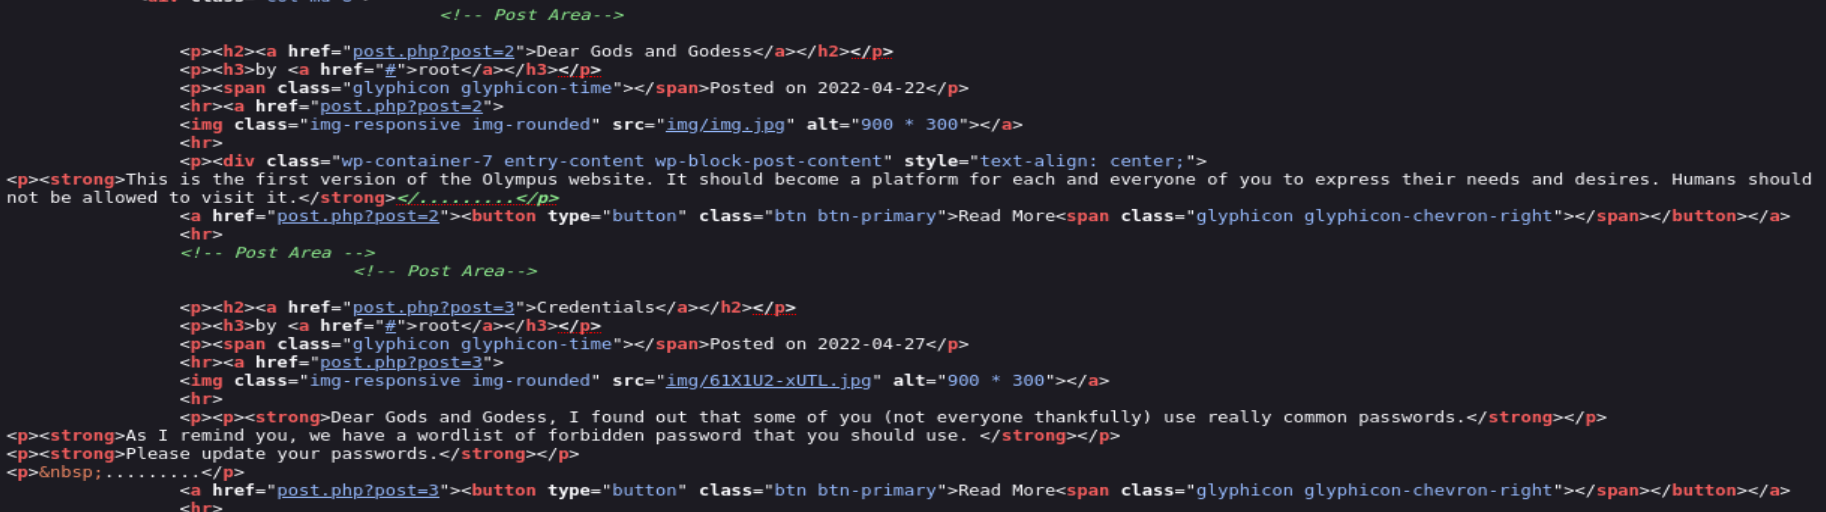 <!-- Post Area-->
<p><h2><a href="post.php?post=2">Dear Gods and Godess</a></h2></p>
<p><h3>by <a href="#">root</a></h3></p>
<p><span class="glyphicon glyphicon-time"></span>Posted on 2022-04-22</p>
<hr><a href="post.php?post=2">
<img class="img-responsive img-rounded" src="img/img.jpg" alt="900 * 300"></a>
<hr>
<p><div class="wp-container-7 entry-content wp-block-post-content" style="text-align: center;">
<p><strong>This is the first version of the Olympus website. It should become a platform for each and everyone of you to express their needs and desires. Humans should
not be allowed to visit it.</strong></.........</p>
<a href="post.php?post=2"><button type="button" class="btn btn-primary">Read More<span class="glyphicon glyphicon-chevron-right"></span></button></a>
<hr>
<!-- Post Area -->
<!-- Post Area-->
<p><h2><a href="post.php?post=3">Credentials</a></h2></p>
<p><h3>by <a href="#">root</a></h3></p>
<p><span class="glyphicon glyphicon-time"></span>Posted on 2022-04-27</p>
<hr><a href="post.php?post=3">
<img class="img-responsive img-rounded" src="img/61X1U2-xUTL.jpg" alt="900 * 300"></a>
<hr>
<p><p><strong>Dear Gods and Godess, I found out that some of you (not everyone thankfully) use really common passwords.</strong></p>
<p><strong>As I remind you, we have a wordlist of forbidden password that you should use. </strong></p>
<p><strong>Please update your passwords.</strong></p>
<p>&nbsp;.........</p>
<a href="post.php?post=3"><button type="button" class="btn btn-primary">Read More<span class="glyphicon glyphicon-chevron-right"></span></button></a>
<hr>